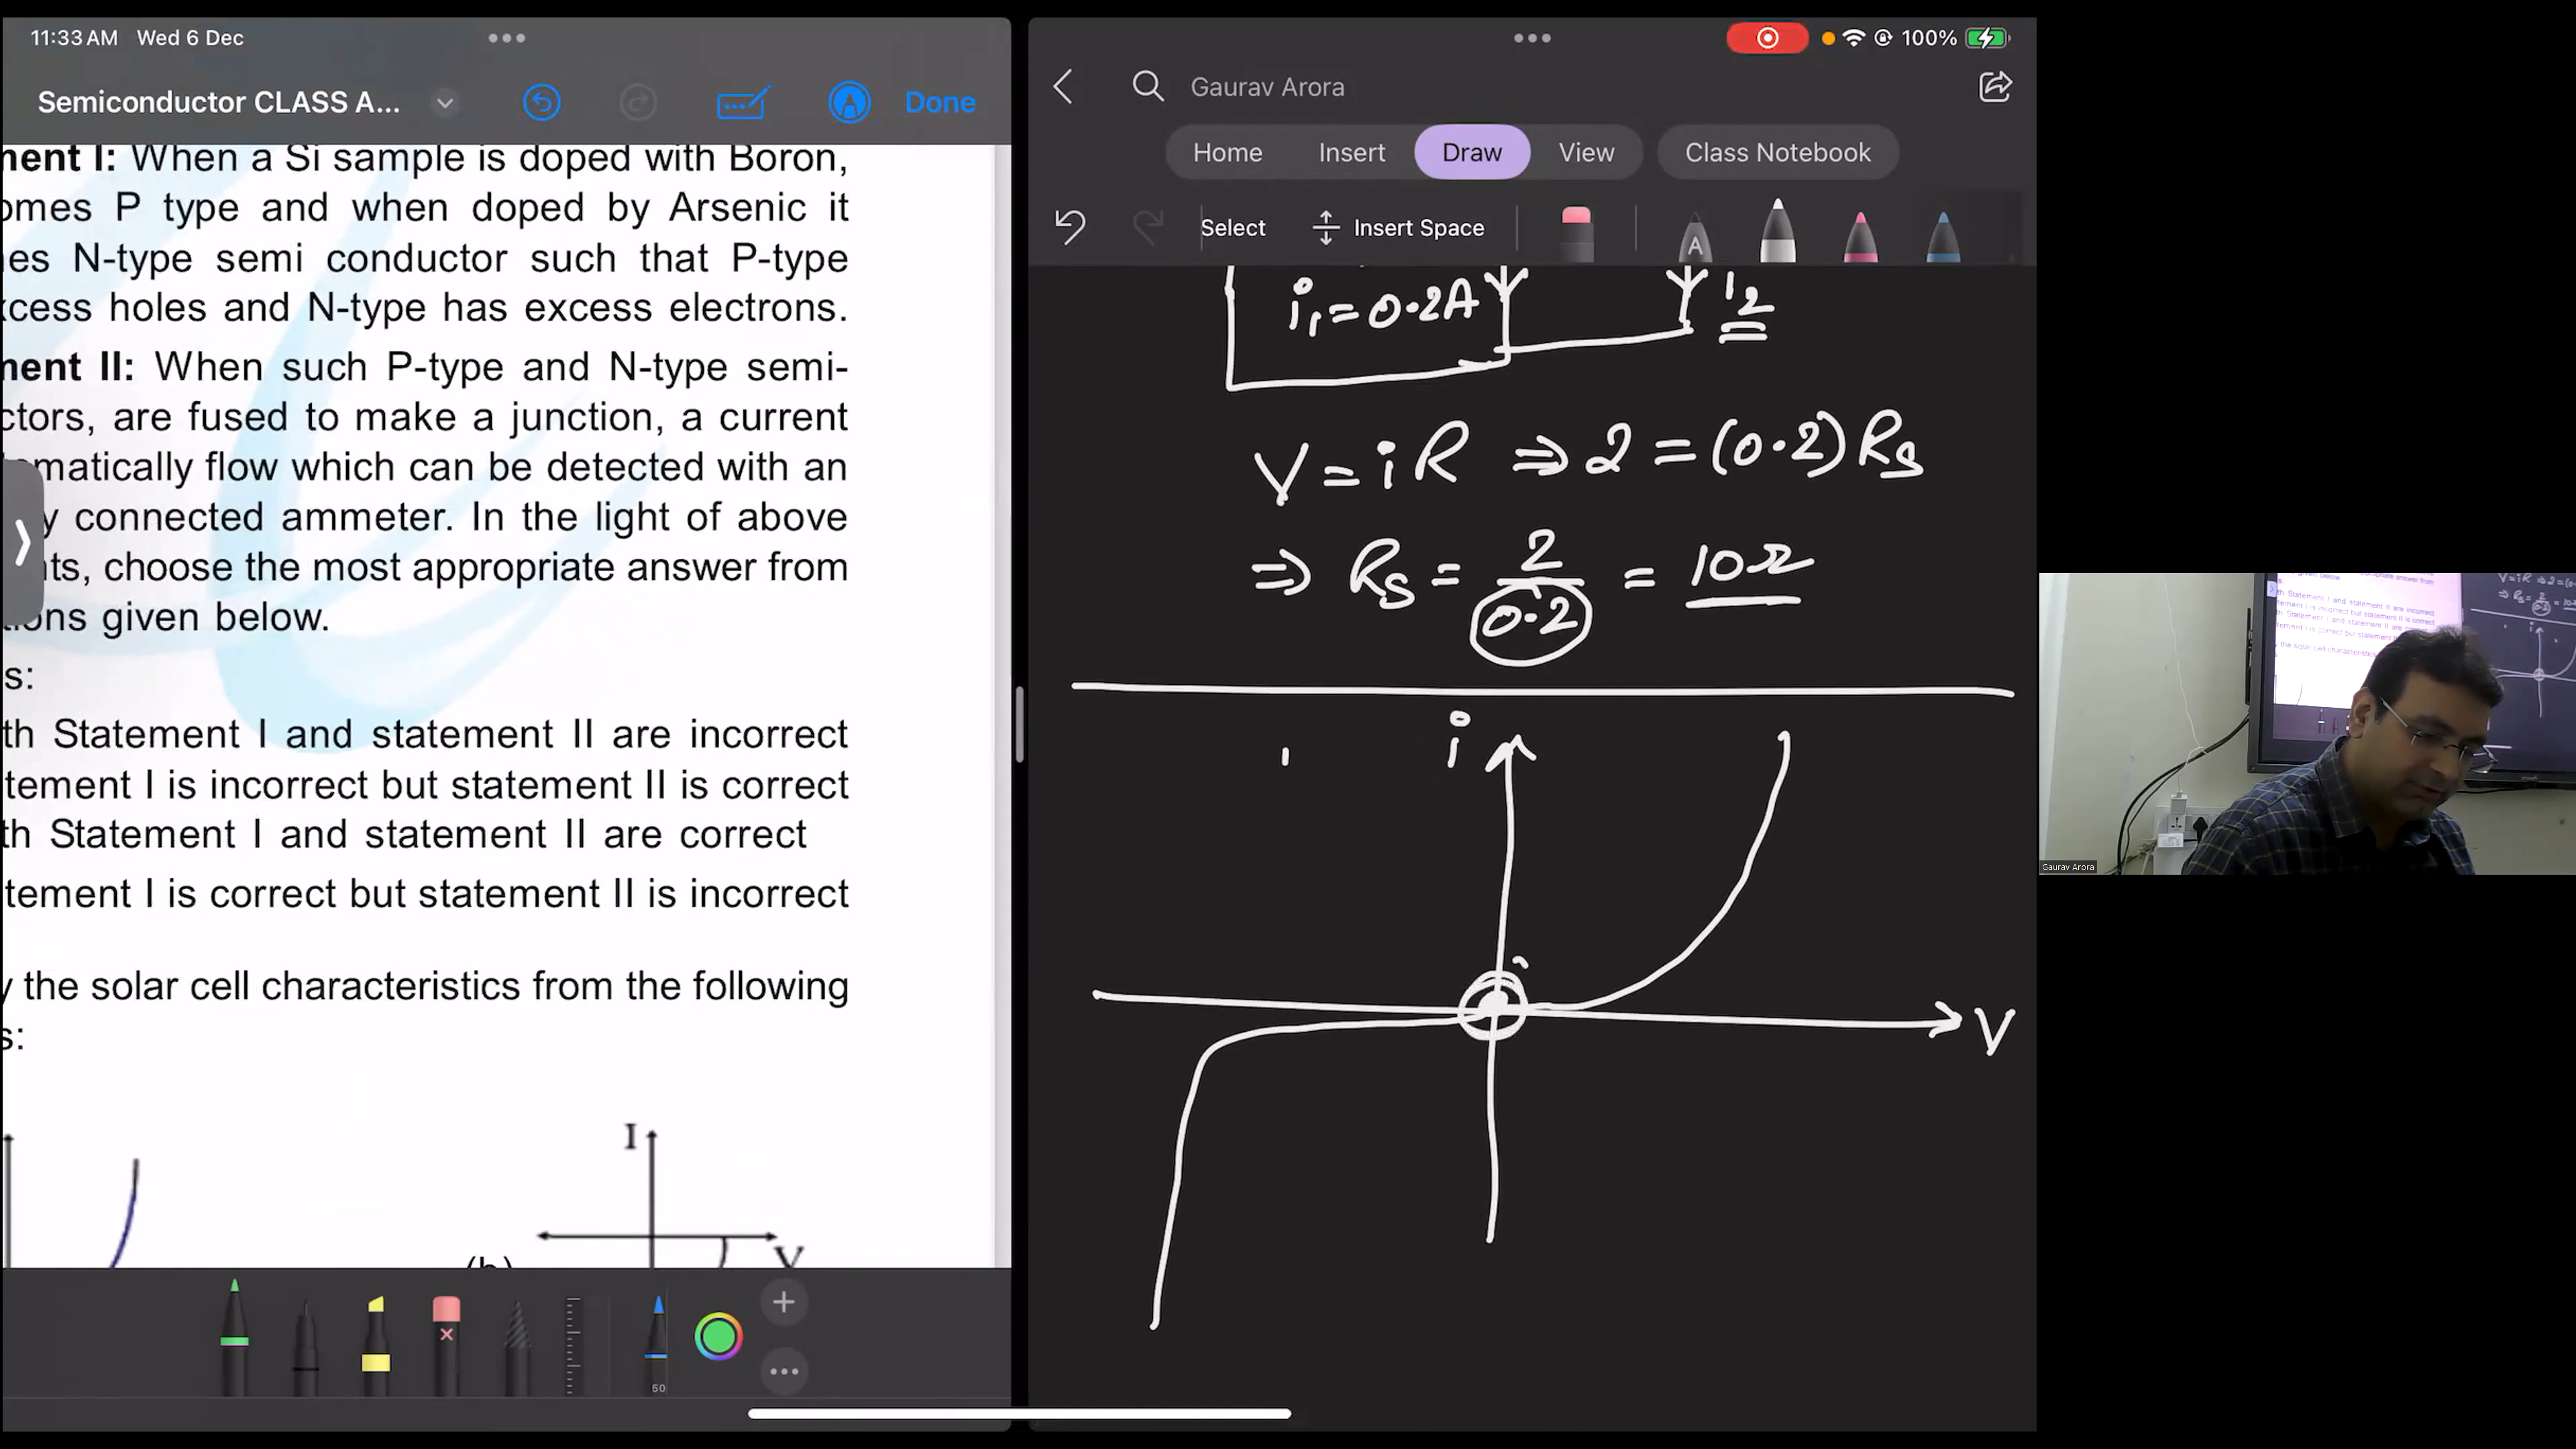 11:33 AM Wed 6 Dec
Semiconductor CLASS A...
Done
ment I: When a Si sample is doped with Boron,
omes P type and when doped by Arsenic it
es N-type semi conductor such that P-type
cess holes and N-type has excess electrons.
ment II: When such P-type and N-type semi-
ctors, are fused to make a junction, a current
omatically flow which can be detected with an
y connected ammeter. In the light of above
ts, choose the most appropriate answer from
ions given below.
s:
th Statement I and statement II are incorrect
tement I is incorrect but statement II is correct
th Statement I and statement II are correct
tement I is correct but statement II is incorrect
y the solar cell characteristics from the following
s:
I
V
(b)
50
100%
Gaurav Arora
Home Insert Draw View Class Notebook
Select Insert Space
A
i₁ = 0.2A
i₂
V = iR ⇒ 2 = (0.2) Rs
⇒ Rs = 2/0.2 = 10Ω
i
V
Gaurav Arora